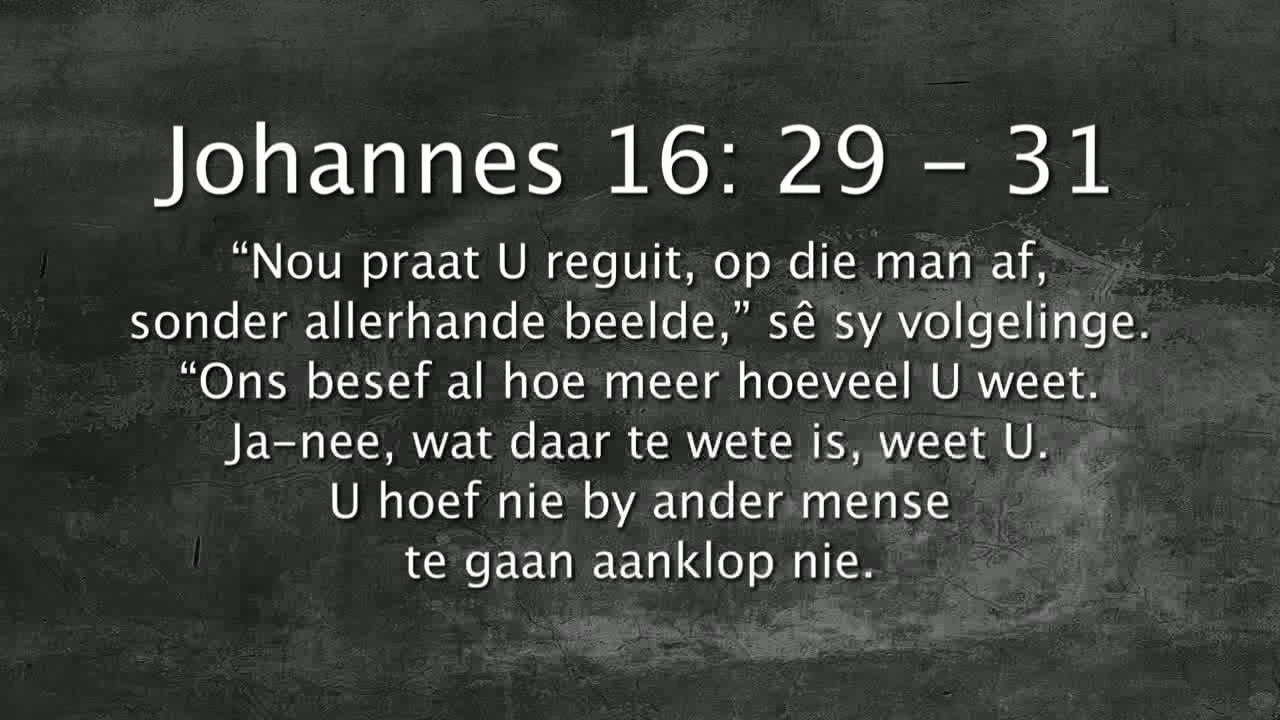 Johannes 16: 29 – 31
“Nou praat U reguit, op die man af,
sonder allerhande beelde,” sê sy volgelinge.
“Ons besef al hoe meer hoeveel U weet.
Ja–nee, wat daar te wete is, weet U.
U hoef nie by ander mense
te gaan aanklop nie.